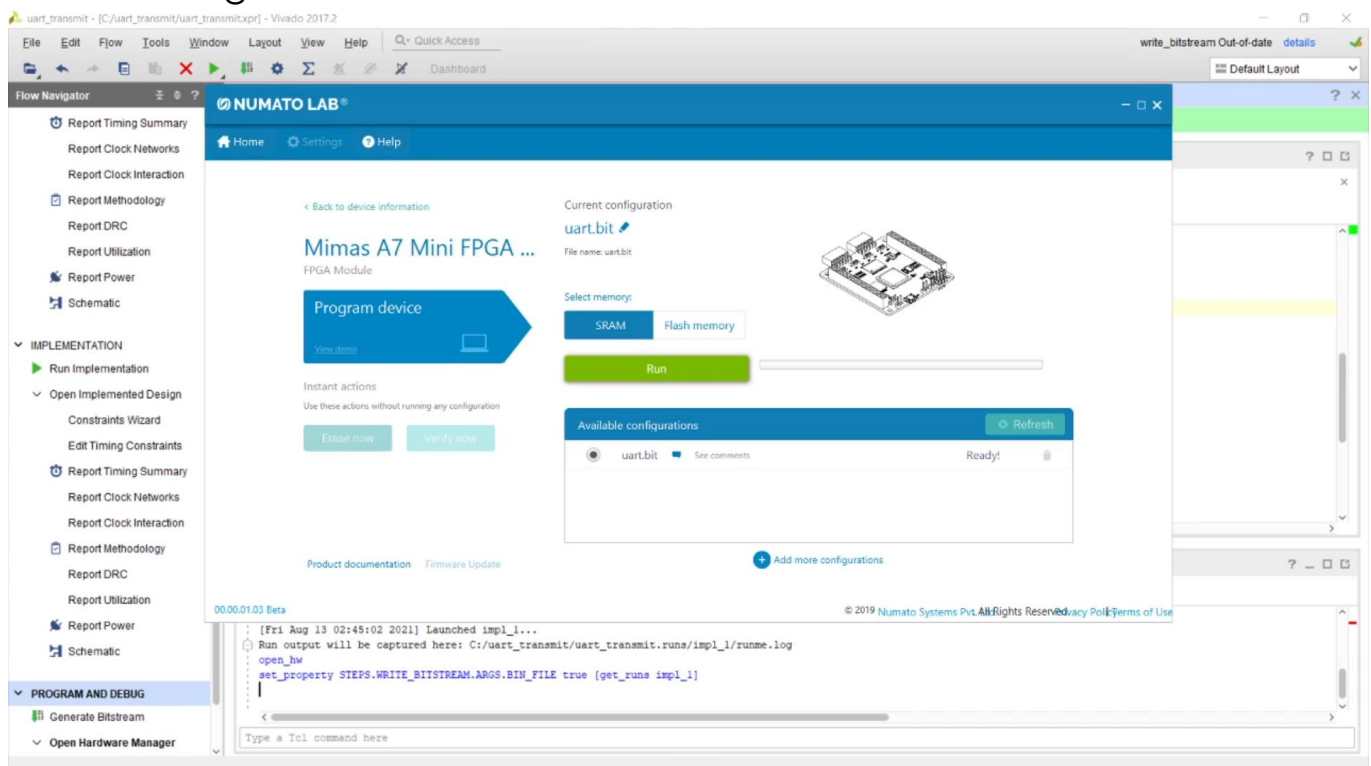 uart_transmit - [C:/uart_transmit/uart_transmit.xpr] - Vivado 2017.2
File Edit Flow Tools Window Layout View Help Quick Access
write_bitstream Out-of-date details
Dashboard
Default Layout
Flow Navigator
Report Timing Summary
Report Clock Networks
Report Clock Interaction
Report Methodology
Report DRC
Report Utilization
Report Power
Schematic
IMPLEMENTATION
Run Implementation
Open Implemented Design
Constraints Wizard
Edit Timing Constraints
Report Timing Summary
Report Clock Networks
Report Clock Interaction
Report Methodology
Report DRC
Report Utilization
Report Power
Schematic
PROGRAM AND DEBUG
Generate Bitstream
Open Hardware Manager
NUMATO LAB®
Home Settings Help
< Back to device information
Mimas A7 Mini FPGA ...
FPGA Module
Program device
View demo
Instant actions
Use these actions without running any configuration
Erase now Verify now
Product documentation Firmware Update
Current configuration
uart.bit
File name: uart.bit
Select memory:
SRAM Flash memory
Run
Available configurations Refresh
uart.bit See comments Ready!
+ Add more configurations
00.00.01.03 Beta
© 2019 Numato Systems Pvt. All Rights Reserved Terms of Use
[Fri Aug 13 02:45:02 2021] Launched impl_1...
Run output will be captured here: C:/uart_transmit/uart_transmit.runs/impl_1/runme.log
open_hw
set_property STEPS.WRITE_BITSTREAM.ARGS.BIN_FILE true [get_runs impl_1]
Type a Tcl command here